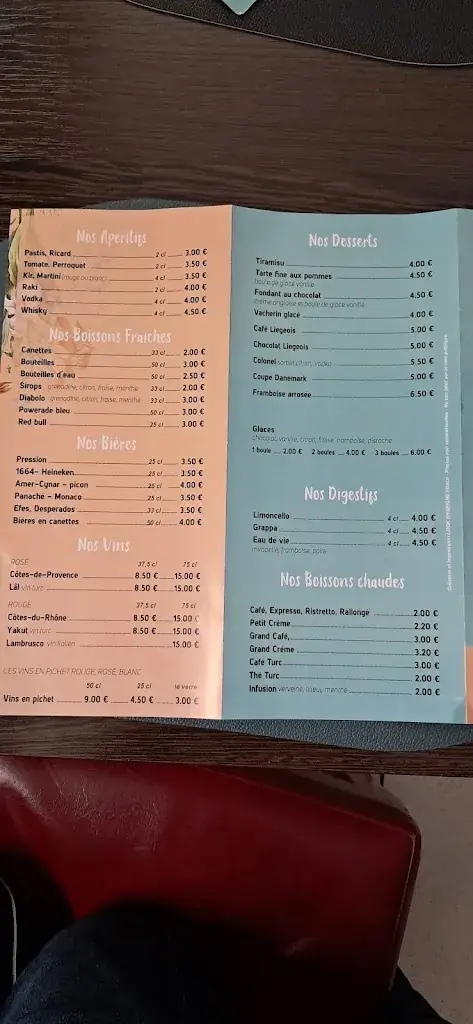 Nos Apéritifs
Pastis, Ricard 2 cl 3.00 €
Tomate, Perroquet 2 cl 3.50 €
Kir, Martini (rouge ou blanc) 4 cl 3.50 €
Raki 2 cl 4.00 €
Vodka 4 cl 4.00 €
Whisky 4 cl 4.50 €
Nos Boissons Fraîches
Canettes 33 cl 2.00 €
Bouteilles 50 cl 3.00 €
Bouteilles d'eau 50 cl 2.50 €
Sirops grenadine, citron, fraise, menthe 33 cl 2.00 €
Diabolo grenadine, citron, fraise, menthe 33 cl 3.00 €
Powerade bleu 50 cl 3.00 €
Red bull 25 cl 3.00 €
Nos Bières
Pression 25 cl 3.50 €
1664- Heineken 25 cl 3.50 €
Amer-Cynar - picon 25 cl 4.00 €
Panaché - Monaco 25 cl 3.50 €
Efes, Desperados 33 cl 3.50 €
Bières en canettes 50 cl 4.00 €
Nos Vins
ROSÉ 37,5 cl 75 cl
Côtes-de-Provence 8.50 € 15.00 €
Lâl vin turc 8.50 € 15.00 €
ROUGE 37,5 cl 75 cl
Côtes-du-Rhône 8.50 € 15.00 €
Yakut vin turc 8.50 € 15.00 €
Lambrusco vin italien 15.00 €
LES VINS EN PICHET ROUGE, ROSÉ, BLANC
50 cl 25 cl le verre
Vins en pichet 9.00 € 4.50 € 3.00 €
Nos Desserts
Tiramisu 4.00 €
Tarte fine aux pommes 4.50 €
boule de glace vanille
Fondant au chocolat 4.50 €
crème anglaise et boule de glace vanille
Vacherin glacé 4.00 €
Café Liégeois 5.00 €
Chocolat Liégeois 5.00 €
Colonel sorbet citron, vodka 5.50 €
Coupe Danemark 5.00 €
Framboise arrosée 6.50 €
Glaces
chocolat, vanille, citron, fraise, framboise, pistache
1 boule 2.00 € 2 boules 4.00 € 3 boules 6.00 €
Nos Digestifs
Limoncello 4 cl 4.00 €
Grappa 4 cl 4.50 €
Eau de vie 4 cl 4.50 €
mirabelle, framboise, poire
Nos Boissons chaudes
Café, Expresso, Ristretto, Rallongé 2.00 €
Petit Crème 2.20 €
Grand Café, 3.00 €
Grand Crème 3.20 €
Café Turc 3.00 €
Thé Turc 2.00 €
Infusion verveine, tilleul, menthe 2.00 €